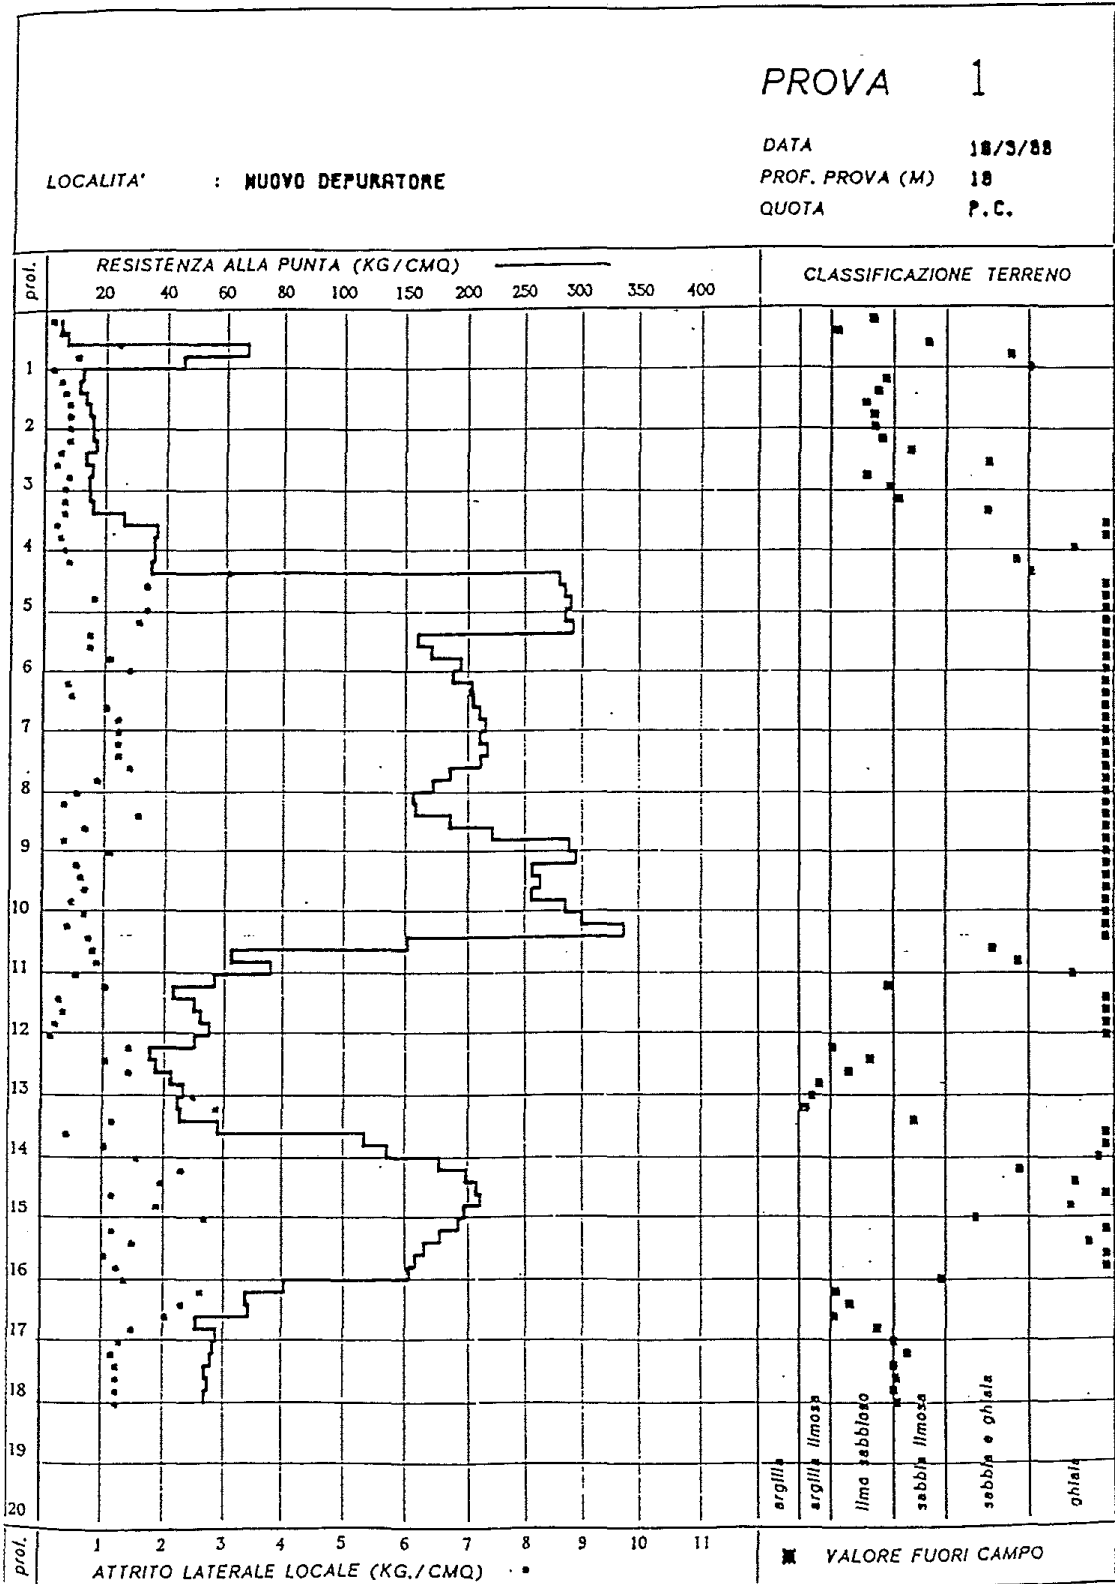 PROVA 1
DATA 18/3/88
LOCALITA' : NUOVO DEPURATORE
PROF. PROVA (M) 18
QUOTA P.C.
prof.
RESISTENZA ALLA PUNTA (KG/CMQ)
CLASSIFICAZIONE TERRENO
20 40 60 80 100 150 200 250 300 350 400
1
2
3
4
5
6
7
8
9
10
11
12
13
14
15
16
17
18
19
20
argilla
argilla limosa
limo sabbioso
sabbia limosa
sabbia e ghiaia
ghiaia
prof.
1 2 3 4 5 6 7 8 9 10 11
ATTRITO LATERALE LOCALE (KG./CMQ)
VALORE FUORI CAMPO